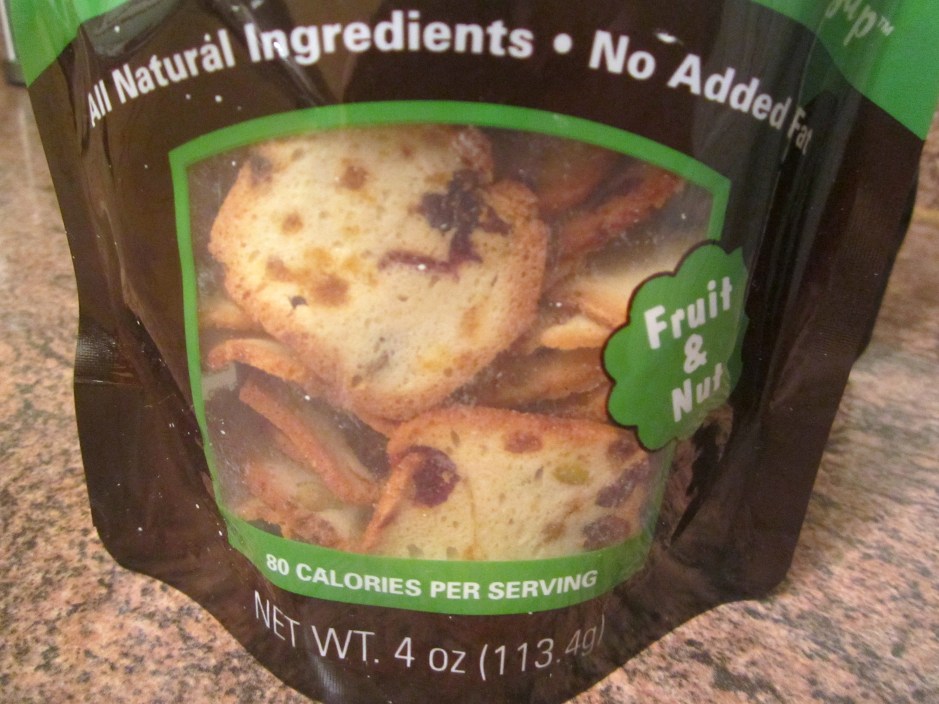 All Natural Ingredients • No Added Fat
Fruit
&
Nut
80 CALORIES PER SERVING
NET WT. 4 oz (113.4g)